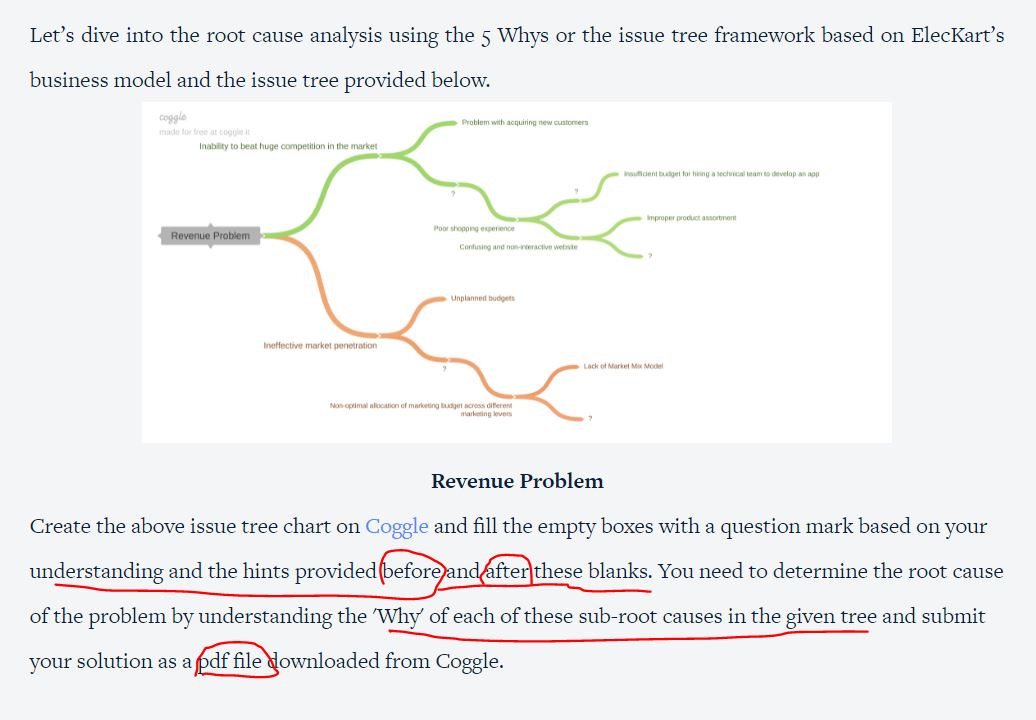 Let’s dive into the root cause analysis using the 5 Whys or the issue tree framework based on ElecKart’s
business model and the issue tree provided below.
coggle
made for free at coggle.it
Problem with acquiring new customers
Inability to beat huge competition in the market
Insufficient budget for hiring a technical team to develop an app
?
?
Improper product assortment
Poor shopping experience
Revenue Problem
Confusing and non-interactive website
?
Unplanned budgets
Ineffective market penetration
?
Lack of Market Mix Model
Non-optimal allocation of marketing budget across different
marketing levers
?
Revenue Problem
Create the above issue tree chart on Coggle and fill the empty boxes with a question mark based on your
understanding and the hints provided before and after these blanks. You need to determine the root cause
of the problem by understanding the 'Why' of each of these sub-root causes in the given tree and submit
your solution as a pdf file downloaded from Coggle.